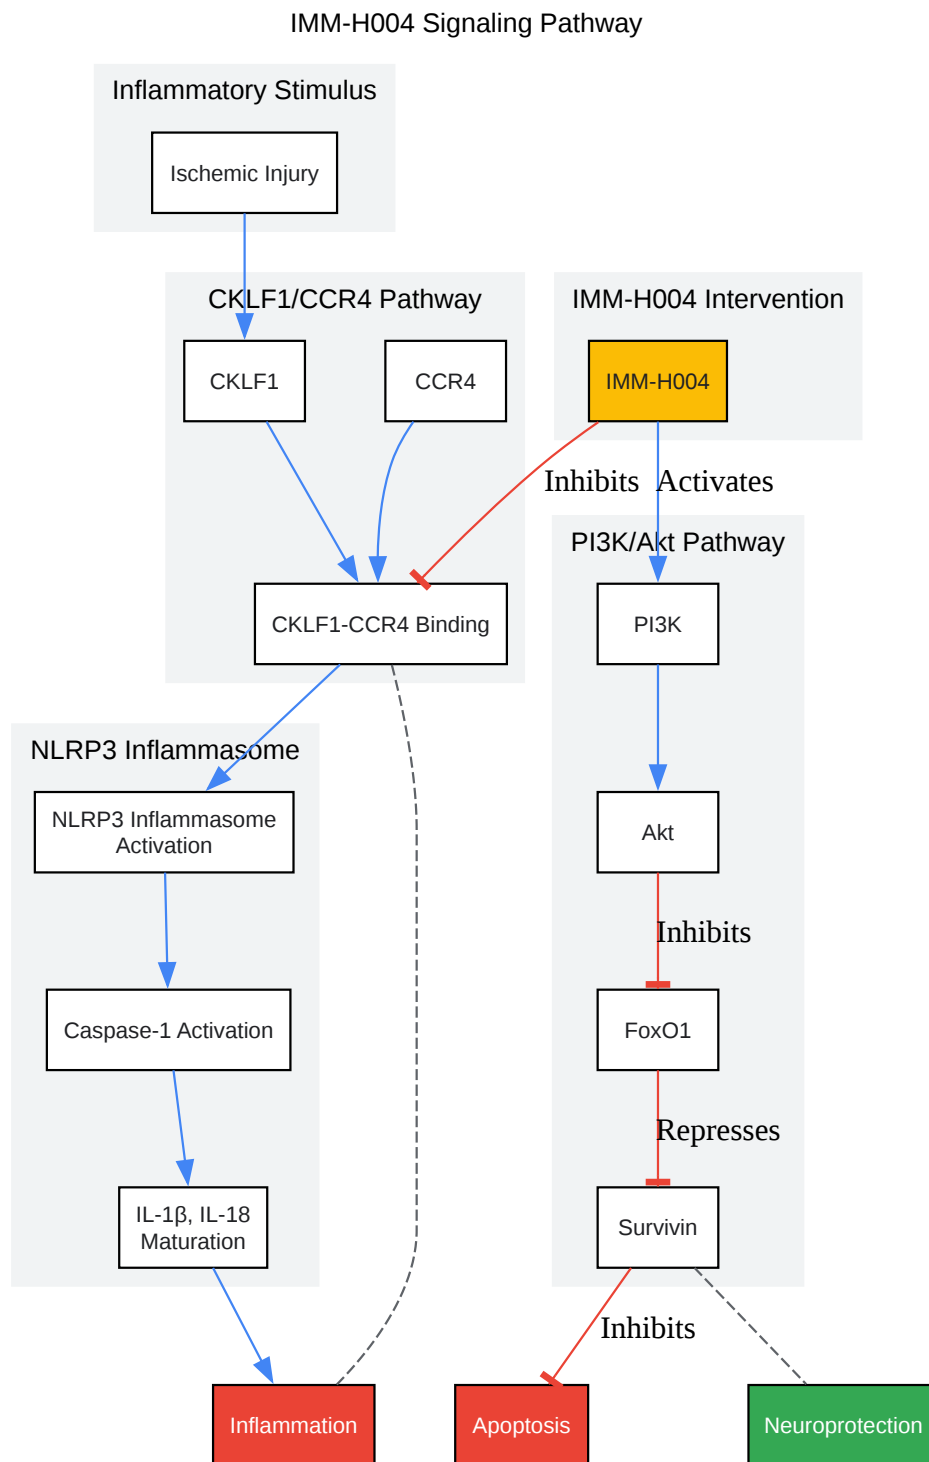 IMM-H004 Signaling Pathway
Inflammatory Stimulus
Ischemic Injury
CKLF1/CCR4 Pathway
IMM-H004 Intervention
CKLF1
CCR4
IMM-H004
Inhibits
Activates
PI3K/Akt Pathway
CKLF1-CCR4 Binding
PI3K
NLRP3 Inflammasome
NLRP3 Inflammasome
Activation
Akt
Inhibits
Caspase-1 Activation
FoxO1
Represses
IL-1β, IL-18
Maturation
Survivin
Inhibits
Inflammation
Apoptosis
Neuroprotection